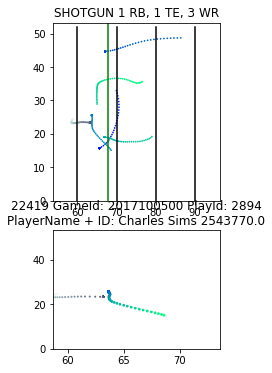 SHOTGUN 1 RB, 1 TE, 3 WR
50
40
30
20
10
0
60 70 80 90
22419 GameId: 2017100500 PlayId: 2894
PlayerName + ID: Charles Sims 2543770.0
40
20
0
60 65 70